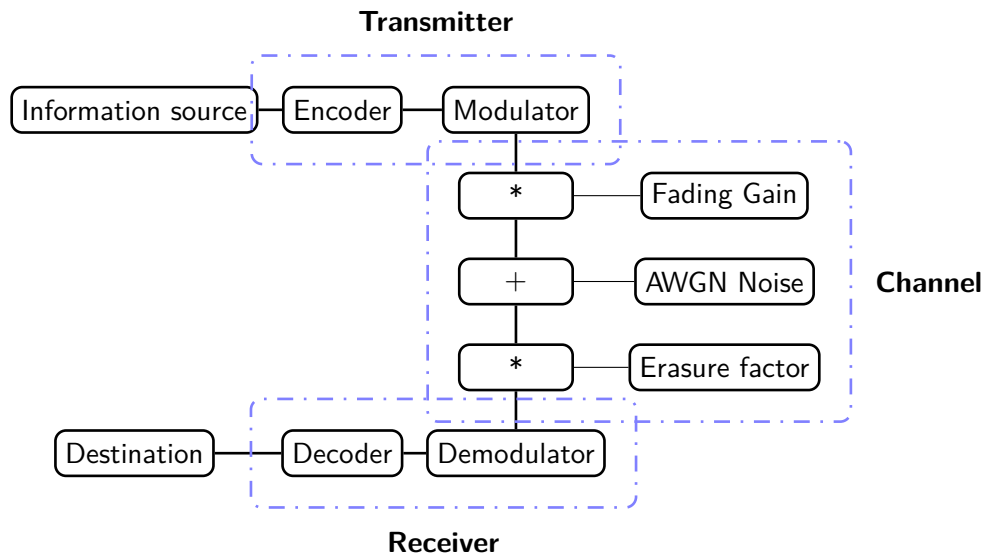 Transmitter
Information source
Encoder
Modulator
*
Fading Gain
+
AWGN Noise
Channel
*
Erasure factor
Destination
Decoder
Demodulator
Receiver